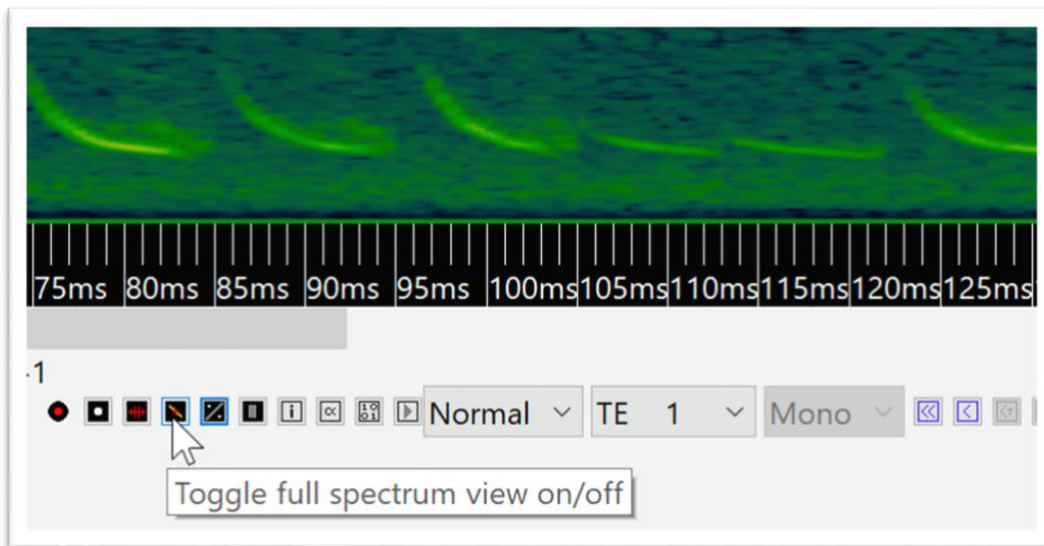 75ms 80ms 85ms 90ms 95ms 100ms 105ms 110ms 115ms 120ms 125ms
-1
i α 1001 Normal TE 1 Mono
Toggle full spectrum view on/off